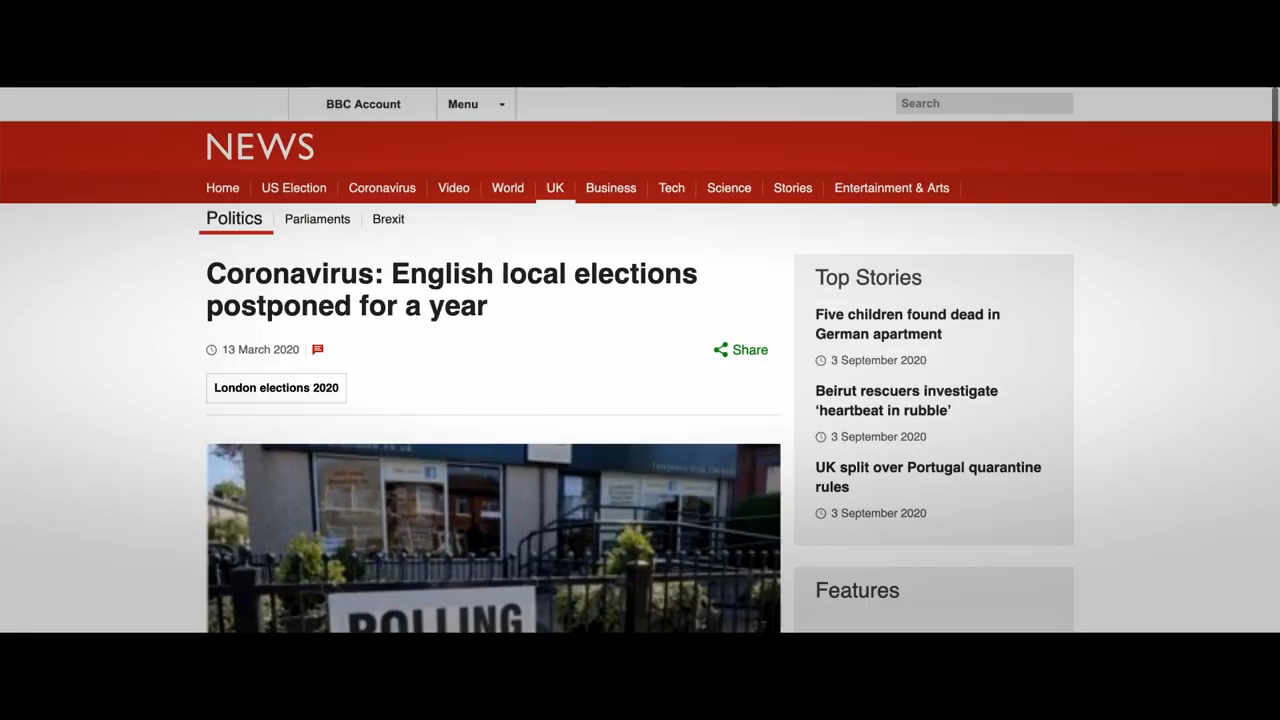 BBC Account
Menu
Search
NEWS
Home
US Election
Coronavirus
Video
World
UK
Business
Tech
Science
Stories
Entertainment & Arts
Politics
Parliaments
Brexit
Coronavirus: English local elections
postponed for a year
13 March 2020
Share
London elections 2020
POLLING
Top Stories
Five children found dead in
German apartment
3 September 2020
Beirut rescuers investigate
‘heartbeat in rubble’
3 September 2020
UK split over Portugal quarantine
rules
3 September 2020
Features